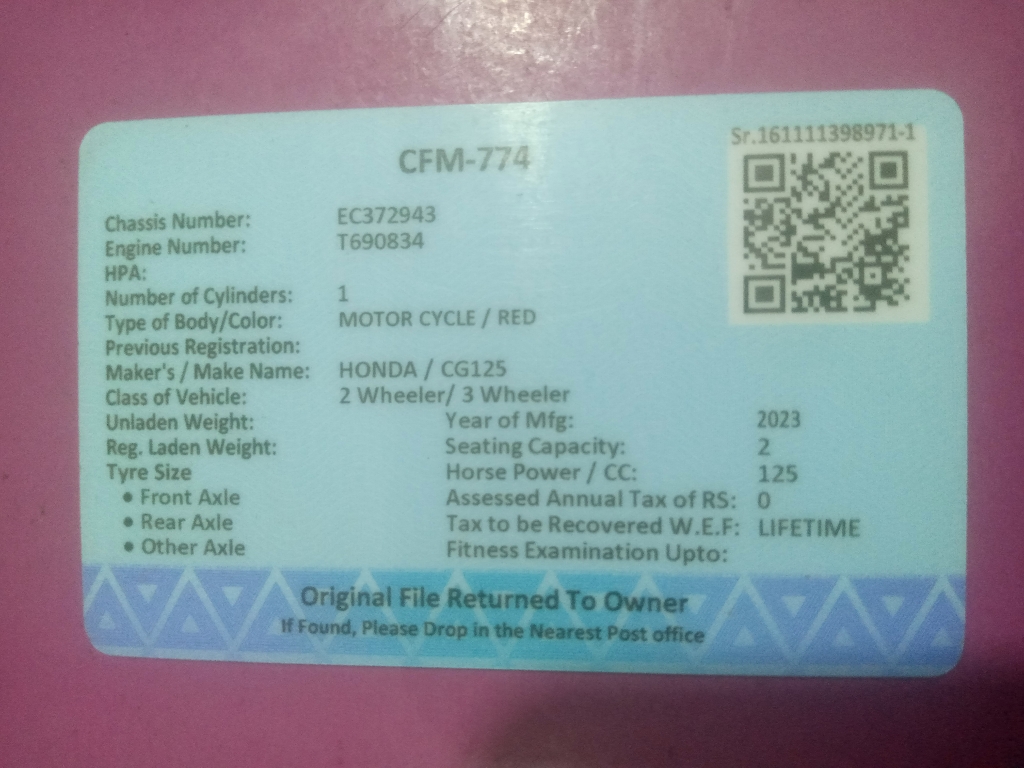 Sr.161111398971-1
CFM-774
Chassis Number: EC372943
Engine Number: T690834
HPA:
Number of Cylinders: 1
Type of Body/Color: MOTOR CYCLE / RED
Previous Registration:
Maker's / Make Name: HONDA / CG125
Class of Vehicle: 2 Wheeler/ 3 Wheeler
Unladen Weight: Year of Mfg: 2023
Reg. Laden Weight: Seating Capacity: 2
Tyre Size Horse Power / CC: 125
• Front Axle Assessed Annual Tax of RS: 0
• Rear Axle Tax to be Recovered W.E.F: LIFETIME
• Other Axle Fitness Examination Upto:
Original File Returned To Owner
If Found, Please Drop in the Nearest Post office